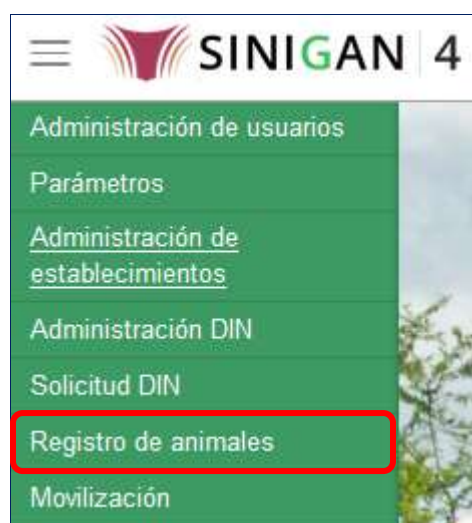 SINIGAN 4
Administración de usuarios
Parámetros
Administración de
establecimientos
Administración DIN
Solicitud DIN
Registro de animales
Movilización